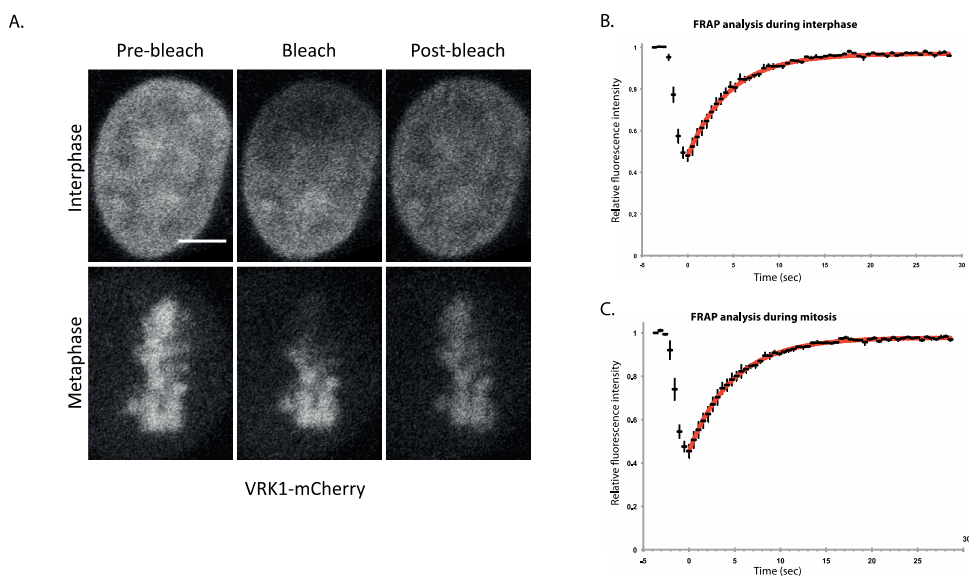 A.
Pre-bleach Bleach Post-bleach
Interphase
Metaphase
VRK1-mCherry
B.
FRAP analysis during interphase
Relative fluorescence intensity
1
0.8
0.6
0.4
0.2
0
-5 0 5 10 15 20 25 30
Time (sec)
C.
FRAP analysis during mitosis
Relative fluorescence intensity
1
0.8
0.6
0.4
0.2
0
-5 0 5 10 15 20 25 30
Time (sec)